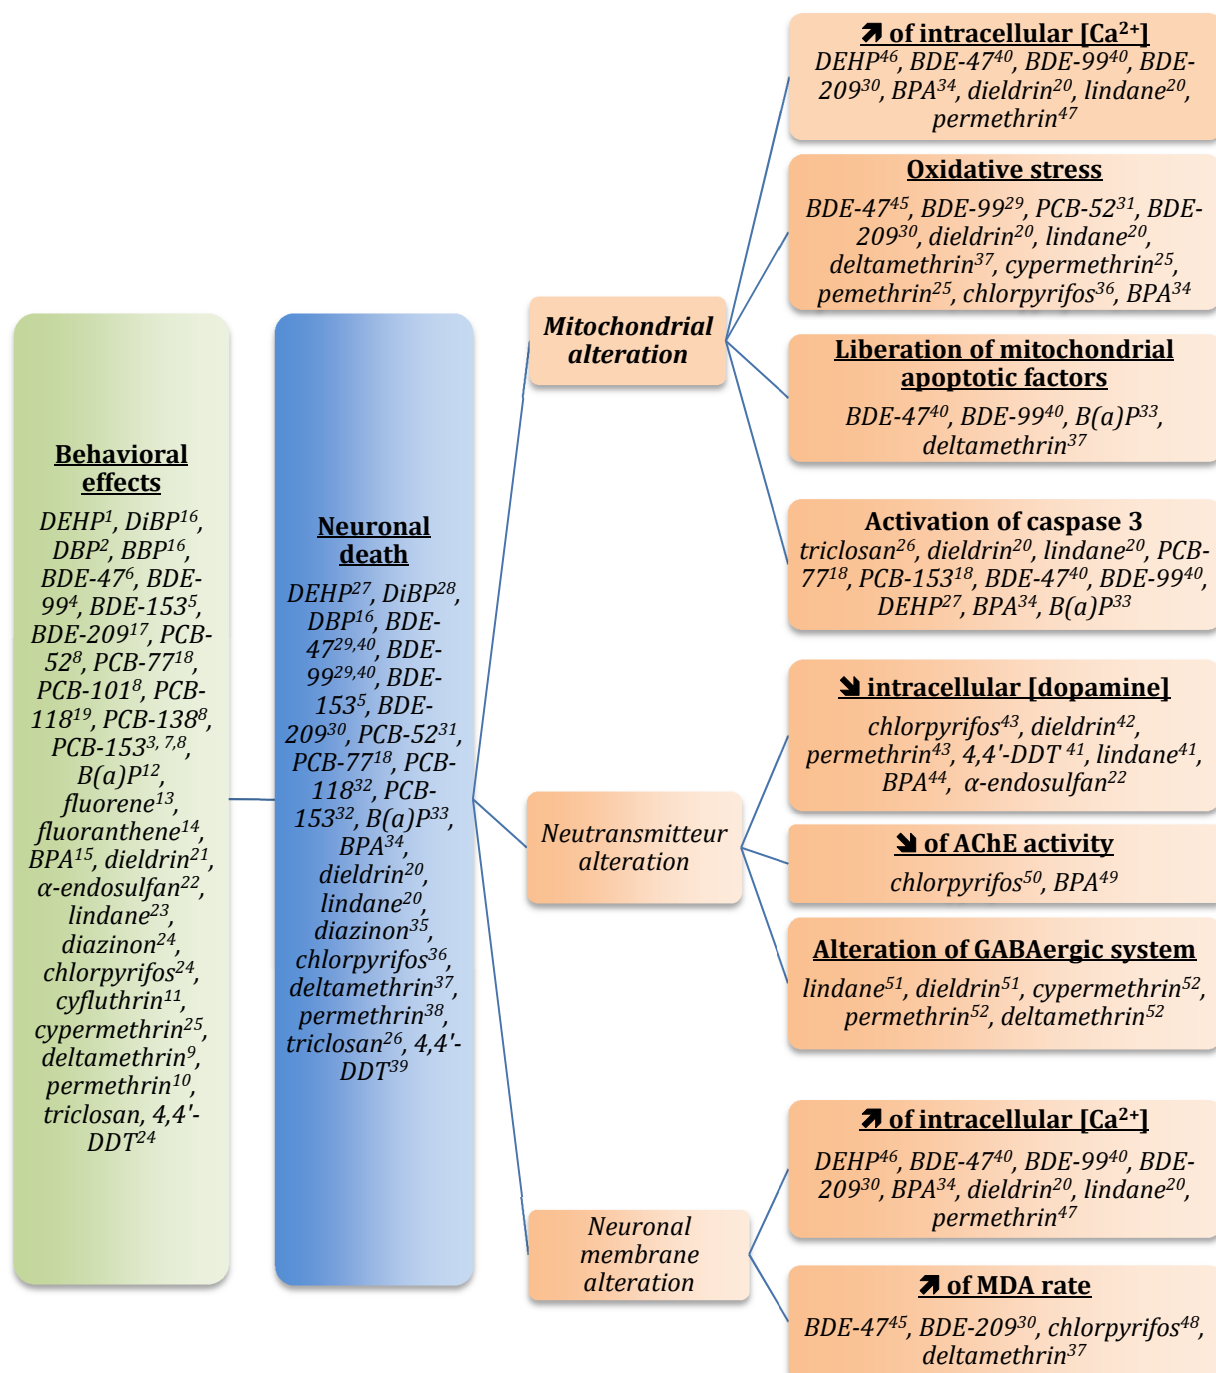 Behavioral
effects
DEHP¹, DiBP¹⁶,
DBP², BBP¹⁶,
BDE-47⁶, BDE-
99⁴, BDE-153⁵,
BDE-209¹⁷, PCB-
52⁸, PCB-77¹⁸,
PCB-101⁸, PCB-
118¹⁹, PCB-138⁸,
PCB-153³, ⁷,⁸,
B(a)P¹²,
fluorene¹³,
fluoranthene¹⁴,
BPA¹⁵, dieldrin²¹,
α-endosulfan²²,
lindane²³,
diazinon²⁴,
chlorpyrifos²⁴,
cyfluthrin¹¹,
cypermethrin²⁵,
deltamethrin⁹,
permethrin¹⁰,
triclosan, 4,4'-
DDT²⁴
Neuronal
death
DEHP²⁷, DiBP²⁸,
DBP¹⁶, BDE-
47²⁹,⁴⁰, BDE-
99²⁹,⁴⁰, BDE-
153⁵, BDE-
209³⁰, PCB-52³¹,
PCB-77¹⁸, PCB-
118³², PCB-
153³², B(a)P³³,
BPA³⁴,
dieldrin²⁰,
lindane²⁰,
diazinon³⁵,
chlorpyrifos³⁶,
deltamethrin³⁷,
permethrin³⁸,
triclosan²⁶, 4,4'-
DDT³⁹
Mitochondrial
alteration
🡽 of intracellular [Ca²⁺]
DEHP⁴⁶, BDE-47⁴⁰, BDE-99⁴⁰, BDE-
209³⁰, BPA³⁴, dieldrin²⁰, lindane²⁰,
permethrin⁴⁷
Oxidative stress
BDE-47⁴⁵, BDE-99²⁹, PCB-52³¹, BDE-
209³⁰, dieldrin²⁰, lindane²⁰,
deltamethrin³⁷, cypermethrin²⁵,
pemethrin²⁵, chlorpyrifos³⁶, BPA³⁴
Liberation of mitochondrial
apoptotic factors
BDE-47⁴⁰, BDE-99⁴⁰, B(a)P³³,
deltamethrin³⁷
Activation of caspase 3
triclosan²⁶, dieldrin²⁰, lindane²⁰, PCB-
77¹⁸, PCB-153¹⁸, BDE-47⁴⁰, BDE-99⁴⁰,
DEHP²⁷, BPA³⁴, B(a)P³³
Neutransmitteur
alteration
🡾 intracellular [dopamine]
chlorpyrifos⁴³, dieldrin⁴²,
permethrin⁴³, 4,4'-DDT ⁴¹, lindane⁴¹,
BPA⁴⁴, α-endosulfan²²
🡾 of AChE activity
chlorpyrifos⁵⁰, BPA⁴⁹
Alteration of GABAergic system
lindane⁵¹, dieldrin⁵¹, cypermethrin⁵²,
permethrin⁵², deltamethrin⁵²
Neuronal
membrane
alteration
🡽 of intracellular [Ca²⁺]
DEHP⁴⁶, BDE-47⁴⁰, BDE-99⁴⁰, BDE-
209³⁰, BPA³⁴, dieldrin²⁰, lindane²⁰,
permethrin⁴⁷
🡽 of MDA rate
BDE-47⁴⁵, BDE-209³⁰, chlorpyrifos⁴⁸,
deltamethrin³⁷